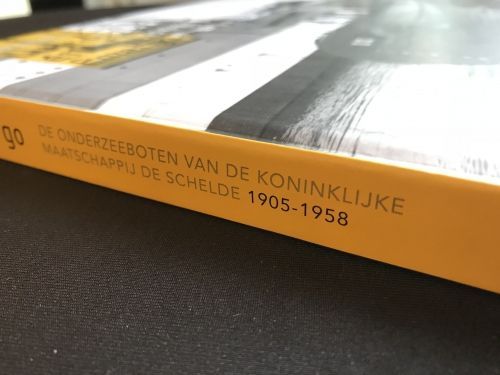 go
DE ONDERZEEBOTEN VAN DE KONINKLIJKE
MAATSCHAPPIJ DE SCHELDE 1905-1958